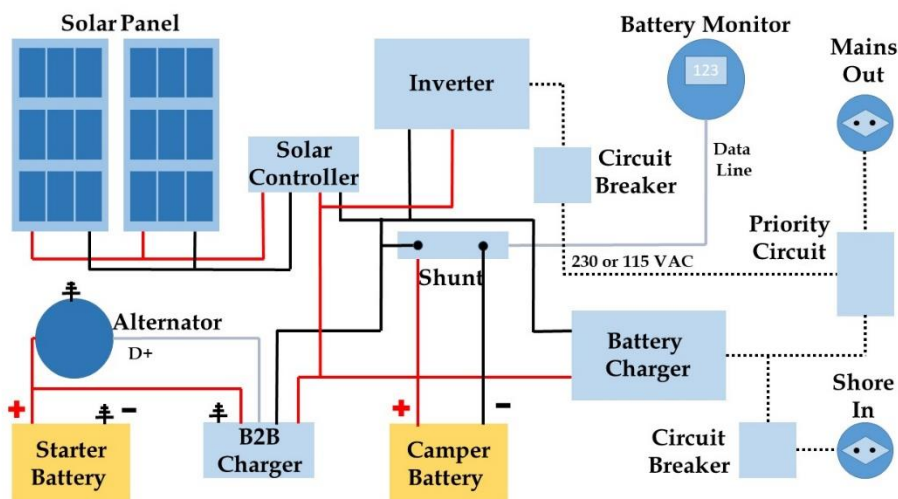 Solar Panel
Battery Monitor
Mains
Out
123
Inverter
Solar
Controller
Circuit
Breaker
Data
Line
Priority
Circuit
230 or 115 VAC
Shunt
Alternator
D+
Battery
Charger
Shore
In
+
-
+
-
Starter
Battery
B2B
Charger
Camper
Battery
Circuit
Breaker